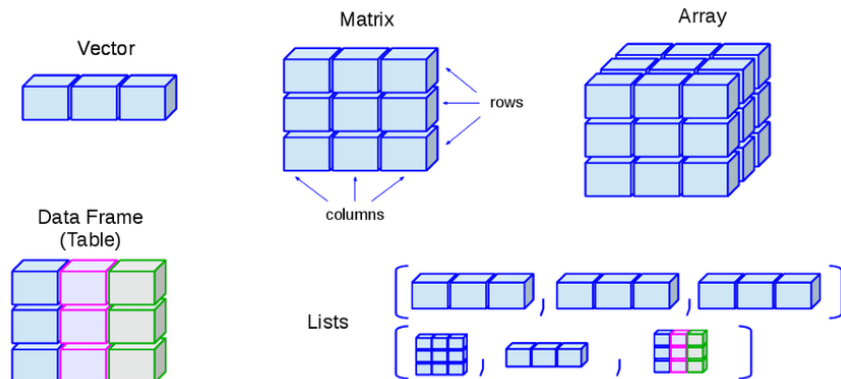 Vector
Matrix
Array
rows
columns
Data Frame
(Table)
Lists